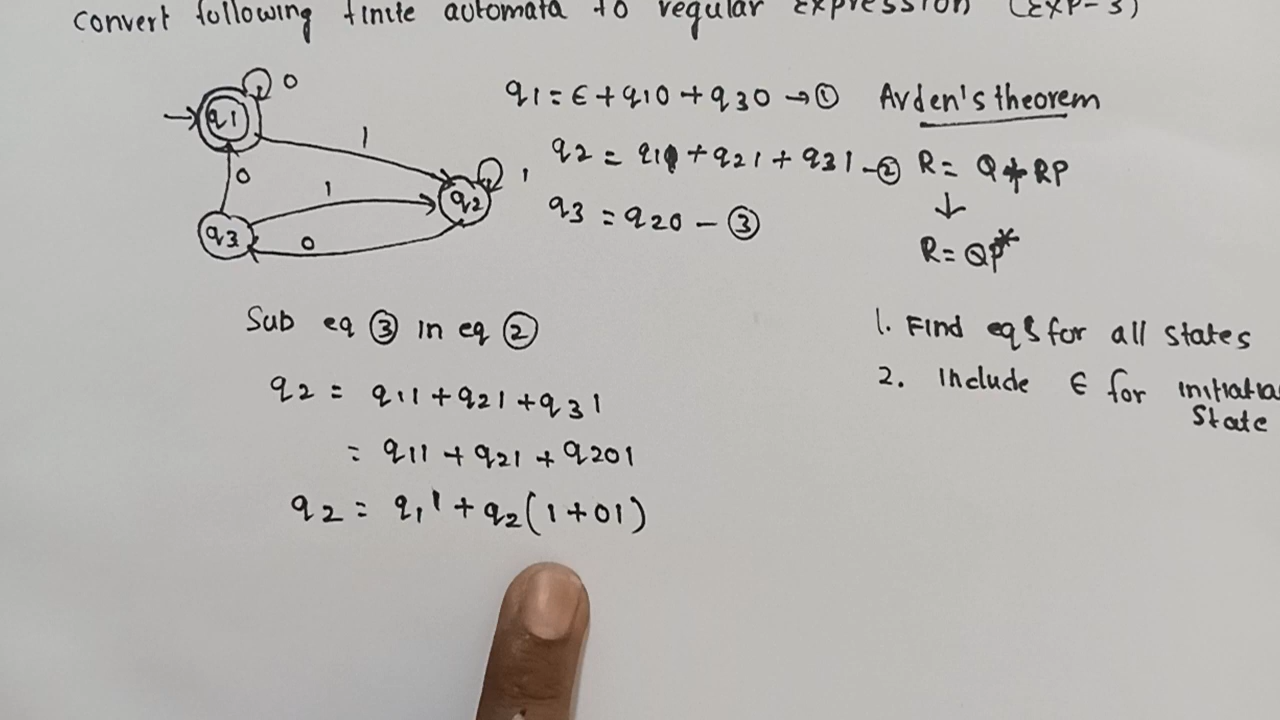 convert following finite automata to regular expression (EXP-3)
q1 = ϵ + q10 + q30 → ①
Arden's theorem
q2 = q11 + q21 + q31 - ②
R = Q + RP
q3 = q20 - ③
↓
R = QP*
0
→ q1
1
0
1
q2
1
q3
0
Sub eq ③ in eq ②
q2 = q11 + q21 + q31
= q11 + q21 + q201
q2 = q₁1 + q₂(1+01)
1. Find eqs for all states
2. Include ϵ for initial
State